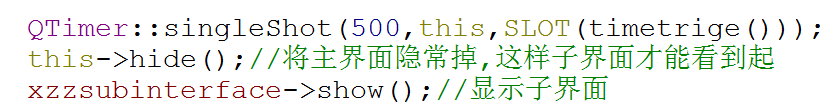 QTimer::singleShot(500,this,SLOT(timetrige()));
this->hide();//将主界面隐常掉,这样子界面才能看到起
xzzsubinterface->show();//显示子界面